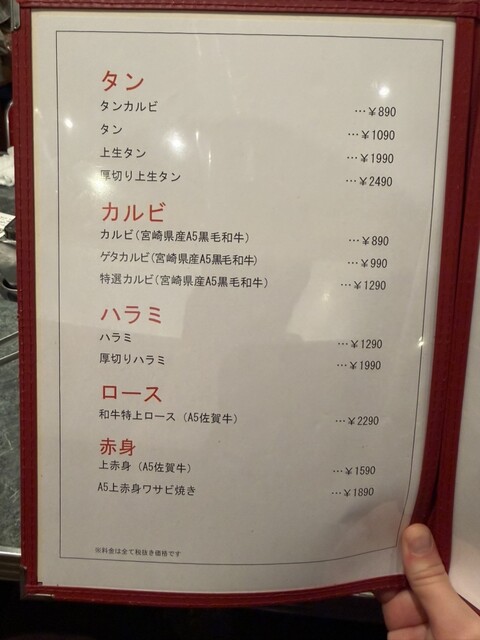 タン
タンカルビ …￥890
タン …￥1090
上生タン …￥1990
厚切り上生タン …￥2490
カルビ
カルビ(宮崎県産A5黒毛和牛) …￥890
ゲタカルビ(宮崎県産A5黒毛和牛) …￥990
特選カルビ(宮崎県産A5黒毛和牛) …￥1290
ハラミ
ハラミ …￥1290
厚切りハラミ …￥1990
ロース
和牛特上ロース (A5佐賀牛) …￥2290
赤身
上赤身 (A5佐賀牛) …￥1590
A5上赤身ワサビ焼き …￥1890
※料金は全て税抜き価格です